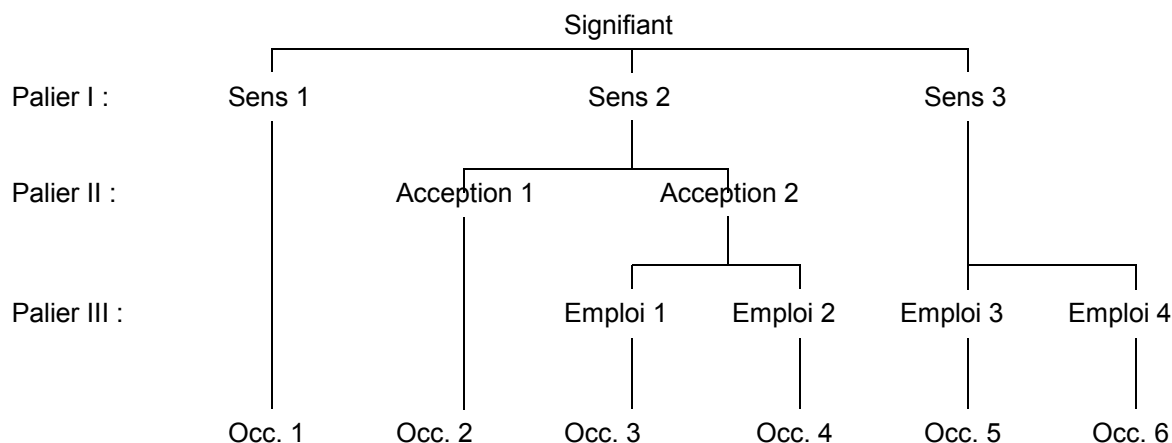 Signifiant
Palier I : Sens 1 Sens 2 Sens 3
Palier II : Acception 1 Acception 2
Palier III : Emploi 1 Emploi 2 Emploi 3 Emploi 4
Occ. 1 Occ. 2 Occ. 3 Occ. 4 Occ. 5 Occ. 6